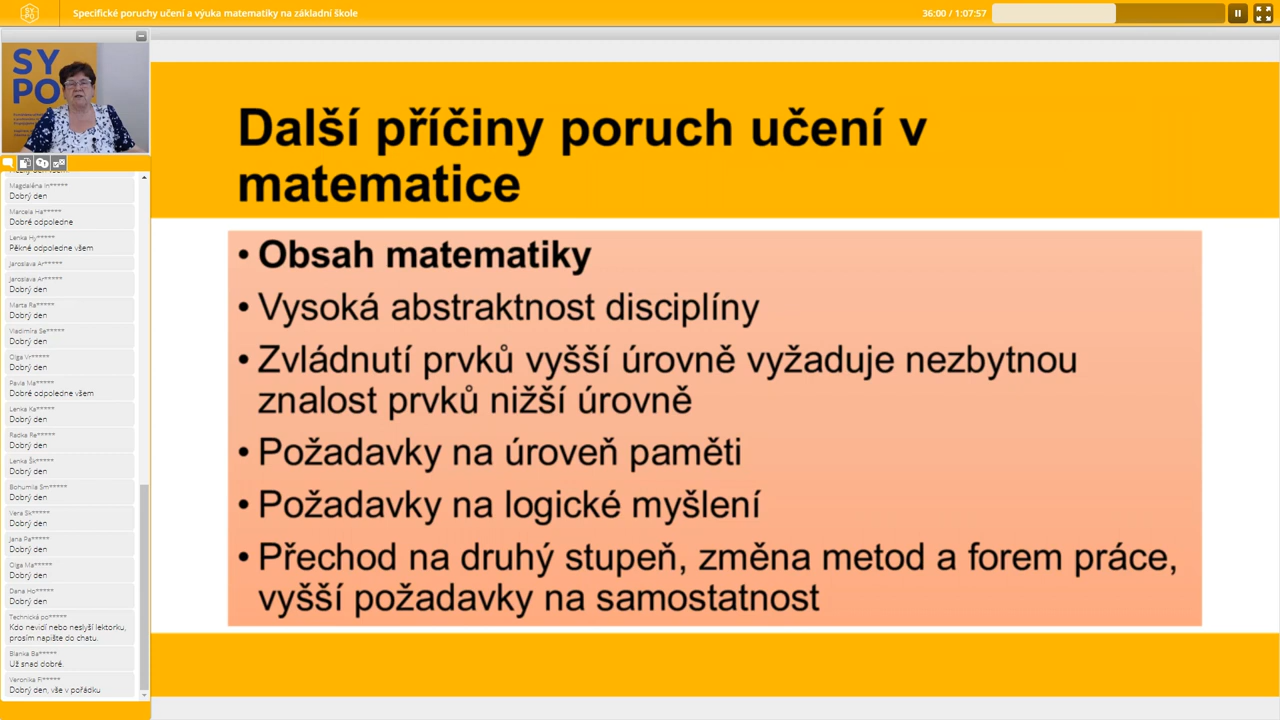 Specifické poruchy učení a výuka matematiky na základní škole
36:00 / 1:07:57
SY
PO
Další příčiny poruch učení v
matematice
• Obsah matematiky
• Vysoká abstraktnost disciplíny
• Zvládnutí prvků vyšší úrovně vyžaduje nezbytnou
znalost prvků nižší úrovně
• Požadavky na úroveň paměti
• Požadavky na logické myšlení
• Přechod na druhý stupeň, změna metod a forem práce,
vyšší požadavky na samostatnost
Magdaléna In*****
Dobrý den
Marcela Ha*****
Dobré odpoledne
Lenka Hy*****
Pěkné odpoledne všem
Jaroslava Ar*****
Jaroslava Ar*****
Dobrý den
Marta Ra*****
Dobrý den
Vladimíra Se*****
Dobrý den
Olga Vr*****
Dobrý den
Pavla Ma*****
Dobré odpoledne všem
Lenka Ka*****
Dobrý den
Radka Re*****
Dobrý den
Lenka Šk*****
Dobrý den
Bohumila Sm*****
Dobrý den
Vera Sk*****
Dobrý den
Jana Pa*****
Dobrý den
Olga Ma*****
Dobrý den
Dana Ho*****
Dobrý den
Technická po*****
Kdo nevidí nebo neslyší lektorku,
prosím napište do chatu.
Blanka Ba*****
Už snad dobré.
Veronika Fi*****
Dobrý den, vše v pořádku